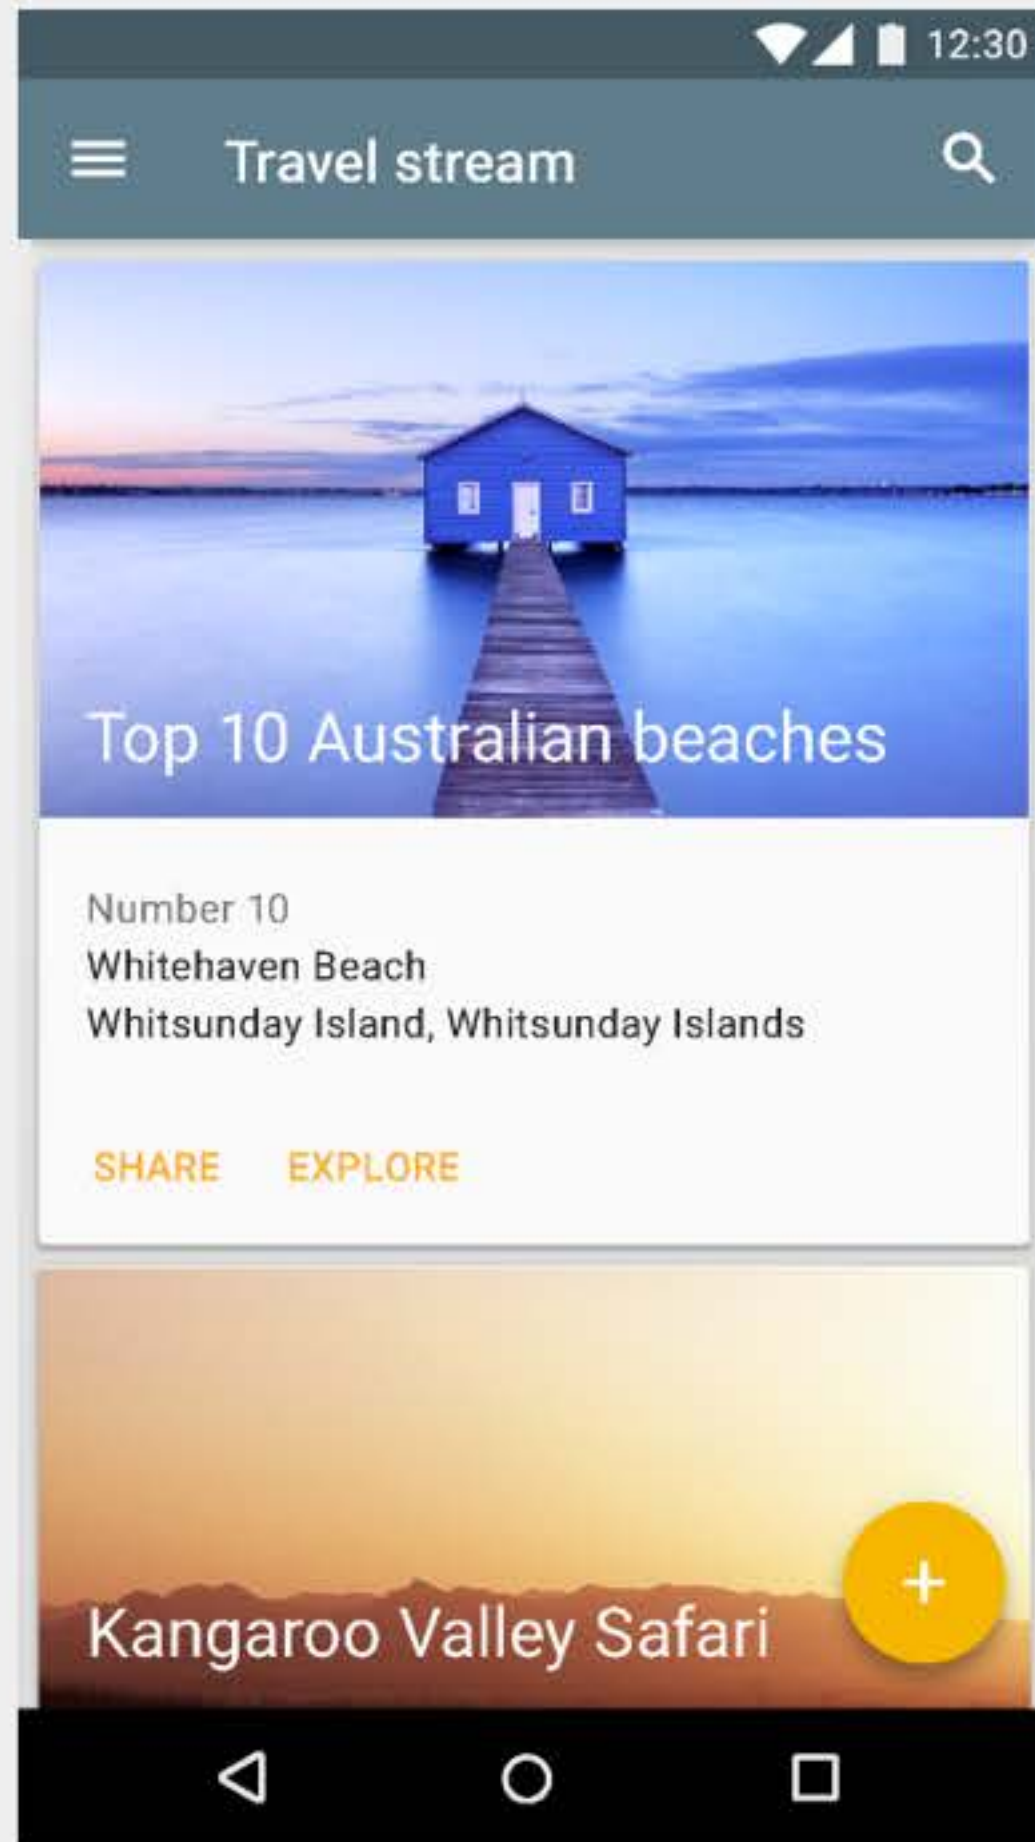 12:30
Travel stream
Top 10 Australian beaches
Number 10
Whitehaven Beach
Whitsunday Island, Whitsunday Islands
SHARE EXPLORE
+
Kangaroo Valley Safari